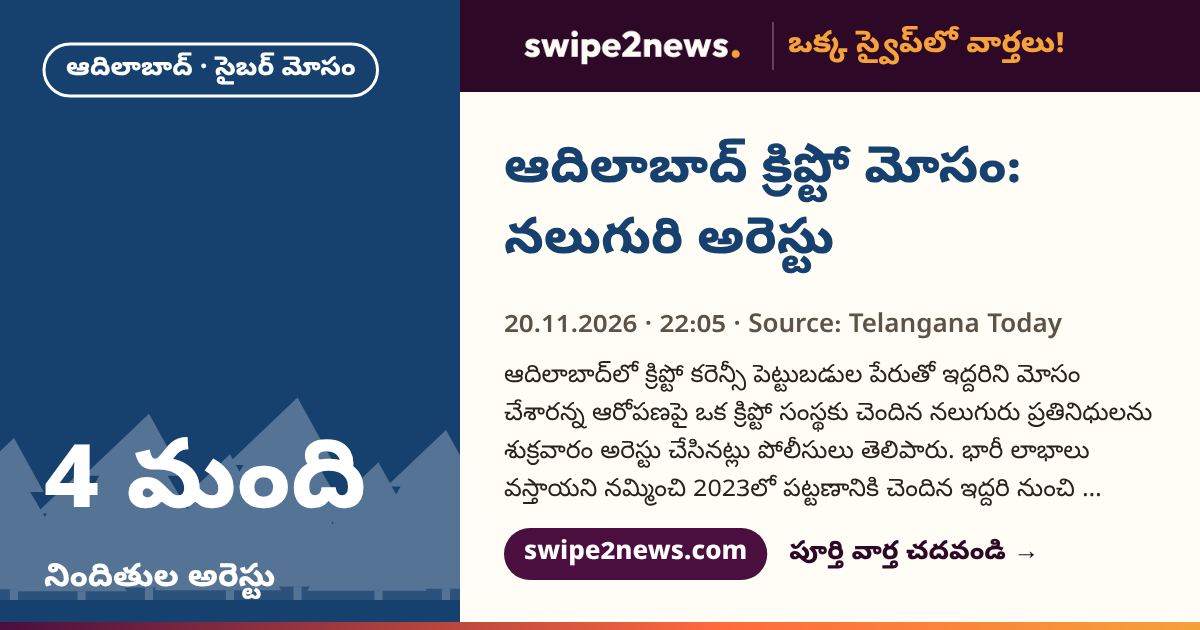 ఆదిలాబాద్ · సైబర్ మోసం
4 మంది
నిందితుల అరెస్టు
swipe2news.
ఒక్క స్వైప్‌లో వార్తలు!
ఆదిలాబాద్ క్రిప్టో మోసం:
నలుగురి అరెస్టు
20.11.2026 · 22:05 · Source: Telangana Today
ఆదిలాబాద్‌లో క్రిప్టో కరెన్సీ పెట్టుబడుల పేరుతో ఇద్దరిని మోసం
చేశారన్న ఆరోపణపై ఒక క్రిప్టో సంస్థకు చెందిన నలుగురు ప్రతినిధులను
శుక్రవారం అరెస్టు చేసినట్లు పోలీసులు తెలిపారు. భారీ లాభాలు
వస్తాయని నమ్మించి 2023లో పట్టణానికి చెందిన ఇద్దరి నుంచి ...
swipe2news.com
పూర్తి వార్త చదవండి →